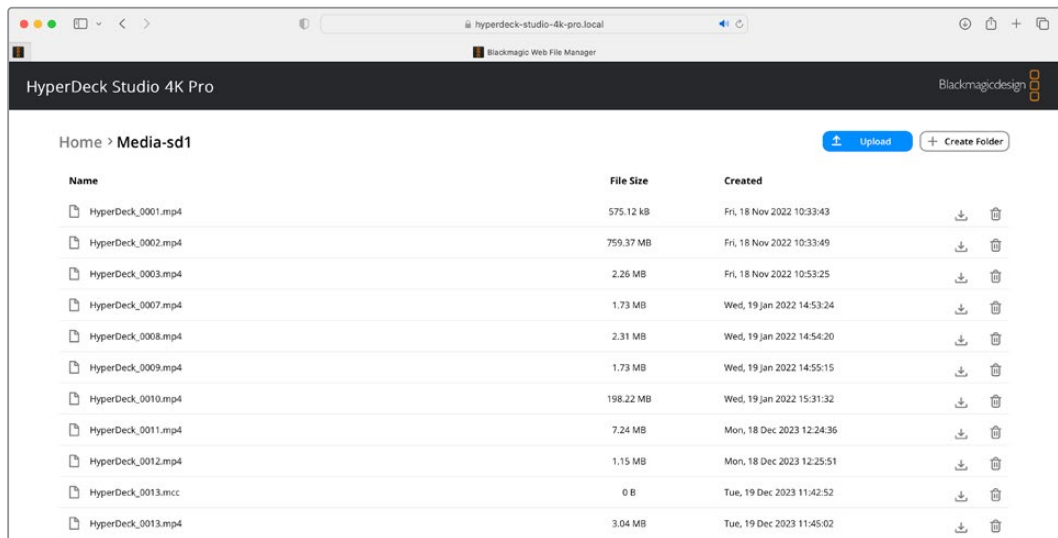 hyperdeck-studio-4k-pro.local
Blackmagic Web File Manager
HyperDeck Studio 4K Pro Blackmagicdesign
Home > Media-sd1 Upload + Create Folder
Name File Size Created
HyperDeck_0001.mp4 575.12 kB Fri, 18 Nov 2022 10:33:43
HyperDeck_0002.mp4 759.37 MB Fri, 18 Nov 2022 10:33:49
HyperDeck_0003.mp4 2.26 MB Fri, 18 Nov 2022 10:53:25
HyperDeck_0007.mp4 1.73 MB Wed, 19 Jan 2022 14:53:24
HyperDeck_0008.mp4 2.31 MB Wed, 19 Jan 2022 14:54:20
HyperDeck_0009.mp4 1.73 MB Wed, 19 Jan 2022 14:55:15
HyperDeck_0010.mp4 198.22 MB Wed, 19 Jan 2022 15:31:32
HyperDeck_0011.mp4 7.24 MB Mon, 18 Dec 2023 12:24:36
HyperDeck_0012.mp4 1.15 MB Mon, 18 Dec 2023 12:25:51
HyperDeck_0013.mcc 0 B Tue, 19 Dec 2023 11:42:52
HyperDeck_0013.mp4 3.04 MB Tue, 19 Dec 2023 11:45:02